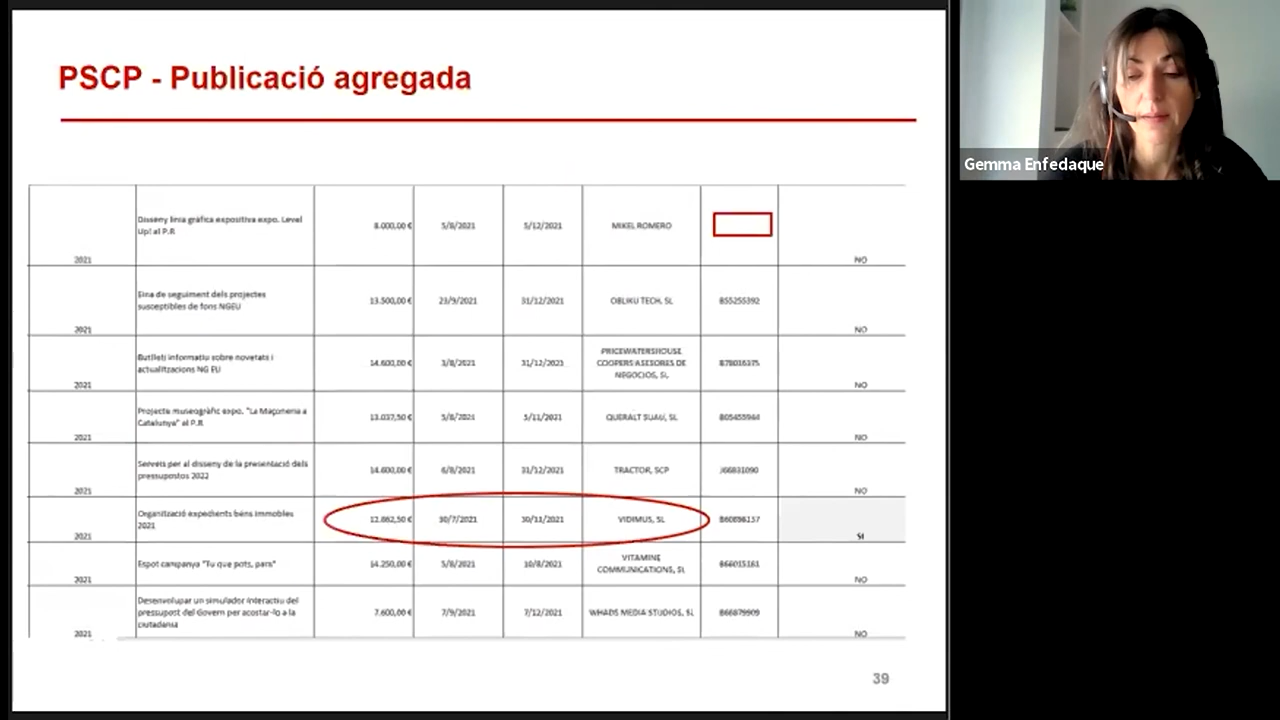 PSCP - Publicació agregada
Gemma Enfedaque
Disseny línia gràfica expositiva expo. Level
Up! al P.R
8.000,00 €
5/8/2021
5/12/2021
MIKEL ROMERO
2021
NO
Eina de seguiment dels projectes
susceptibles de fons NGEU
13.500,00 €
23/9/2021
31/12/2021
OBLIKU TECH, SL
B55255392
2021
NO
Butlletí informatiu sobre novetats i
actualitzacions NG EU
14.600,00 €
3/8/2021
PRICEWATERSHOUSE
COOPERS ASESORES DE
NEGOCIOS, SL
2021
NO
Projecte museogràfic expo. "La Maçoneria a
Catalunya" al P.R
13.037,50 €
5/8/2021
5/11/2021
QUERALT SUAU, SL
2021
NO
Serveis per al disseny de la presentació dels
pressupostos 2022
14.600,00 €
6/8/2021
31/12/2021
TRACTOR, SCP
J66831090
2021
NO
Organització expedients béns immobles
2021
12.862,50 €
30/7/2021
30/11/2021
VIDIMUS, SL
2021
SI
Espot campanya "Tu que pots, para"
14.250,00 €
5/8/2021
10/8/2021
VITAMINE
COMMUNICATIONS, SL
B66015161
2021
NO
Desenvolupar un simulador interactiu del
pressupost del Govern per acostar-lo a la
ciutadania
7.600,00 €
7/9/2021
7/12/2021
WHADS MEDIA STUDIOS, SL
B66879909
2021
NO
39